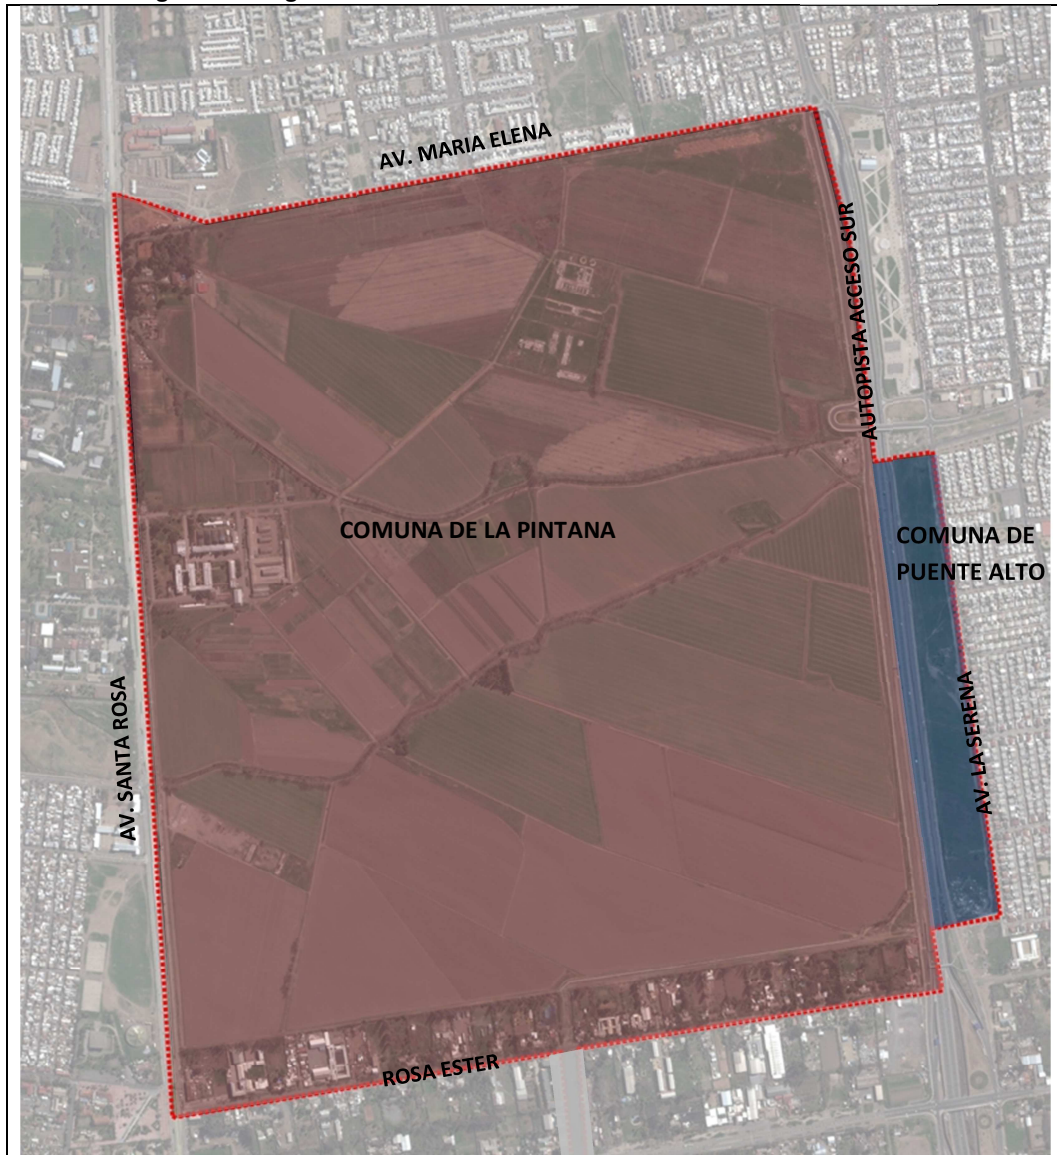 AV. MARIA ELENA
AUTOPISTA ACCESO SUR
COMUNA DE LA PINTANA
COMUNA DE
PUENTE ALTO
AV. SANTA ROSA
AV. LA SERENA
ROSA ESTER